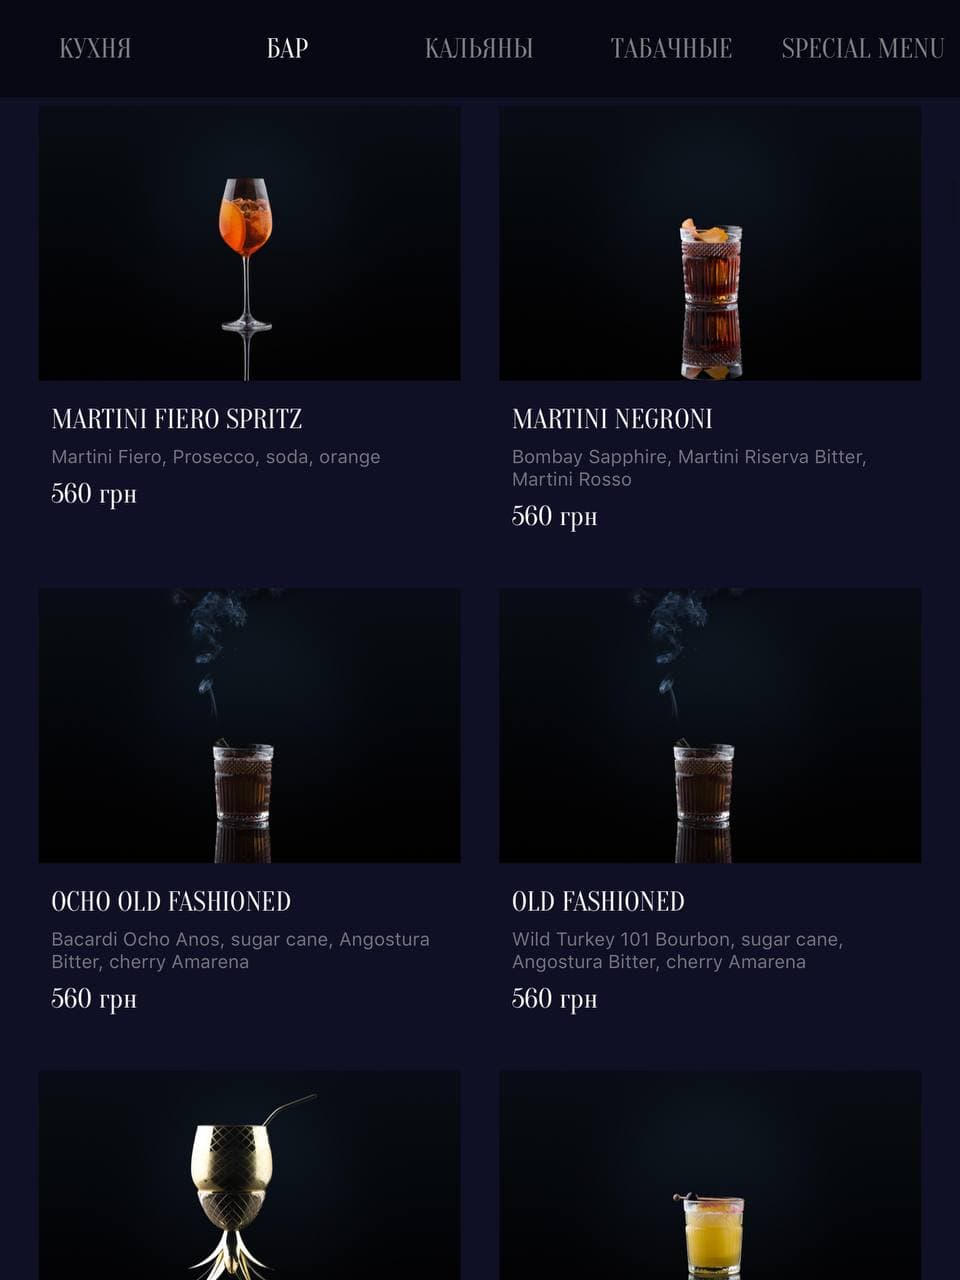 КУХНЯ БАР КАЛЬЯНЫ ТАБАЧНЫЕ SPECIAL MENU
MARTINI FIERO SPRITZ
Martini Fiero, Prosecco, soda, orange
560 грн
MARTINI NEGRONI
Bombay Sapphire, Martini Riserva Bitter,
Martini Rosso
560 грн
OCHO OLD FASHIONED
Bacardi Ocho Anos, sugar cane, Angostura
Bitter, cherry Amarena
560 грн
OLD FASHIONED
Wild Turkey 101 Bourbon, sugar cane,
Angostura Bitter, cherry Amarena
560 грн